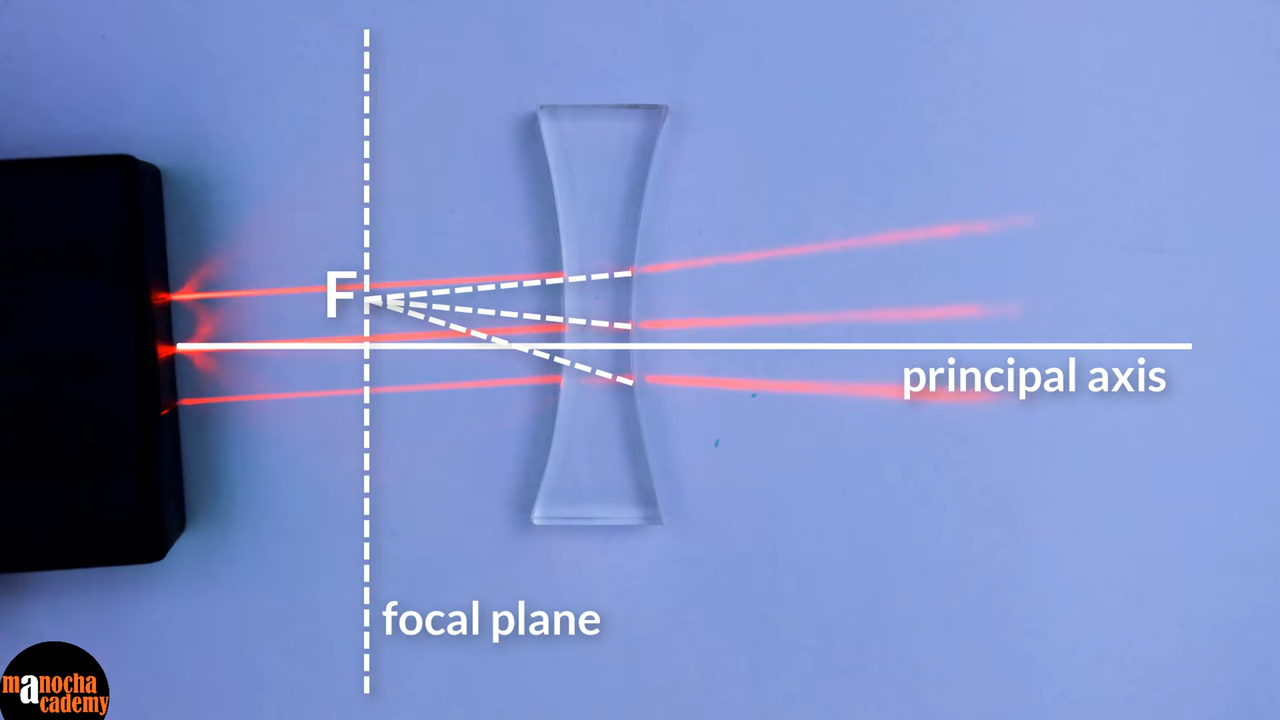 F
principal axis
focal plane
manocha
academy